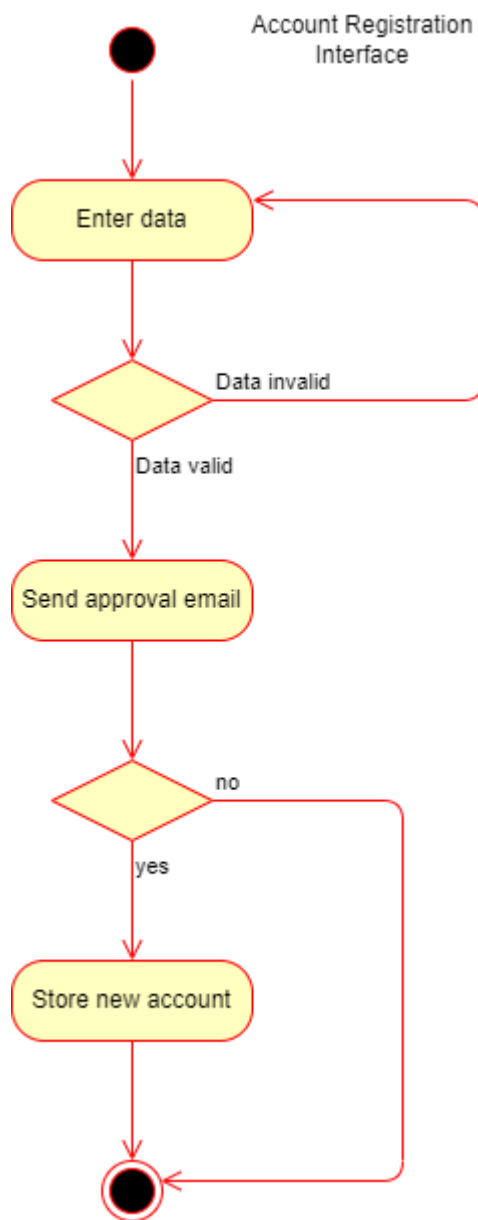 Account Registration
Interface
Enter data
Data invalid
Data valid
Send approval email
no
yes
Store new account